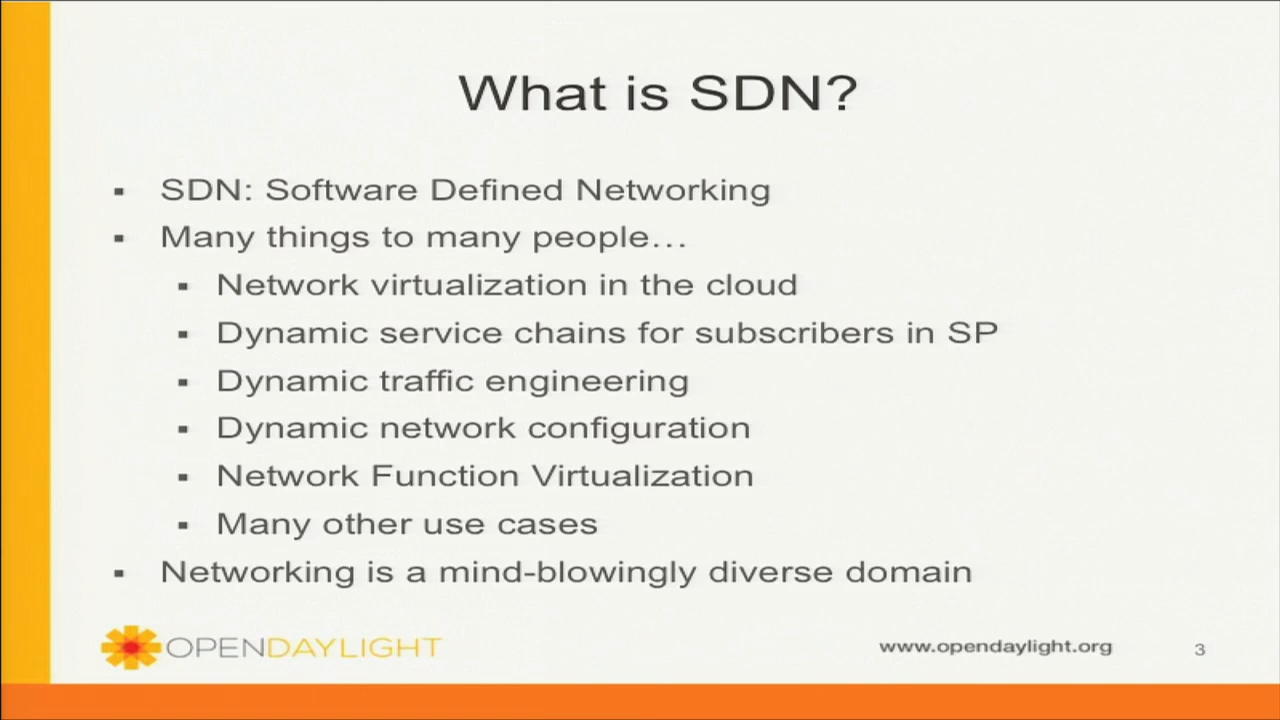 What is SDN?
SDN: Software Defined Networking
Many things to many people…
Network virtualization in the cloud
Dynamic service chains for subscribers in SP
Dynamic traffic engineering
Dynamic network configuration
Network Function Virtualization
Many other use cases
Networking is a mind-blowingly diverse domain
OPENDAYLIGHT
www.opendaylight.org
3